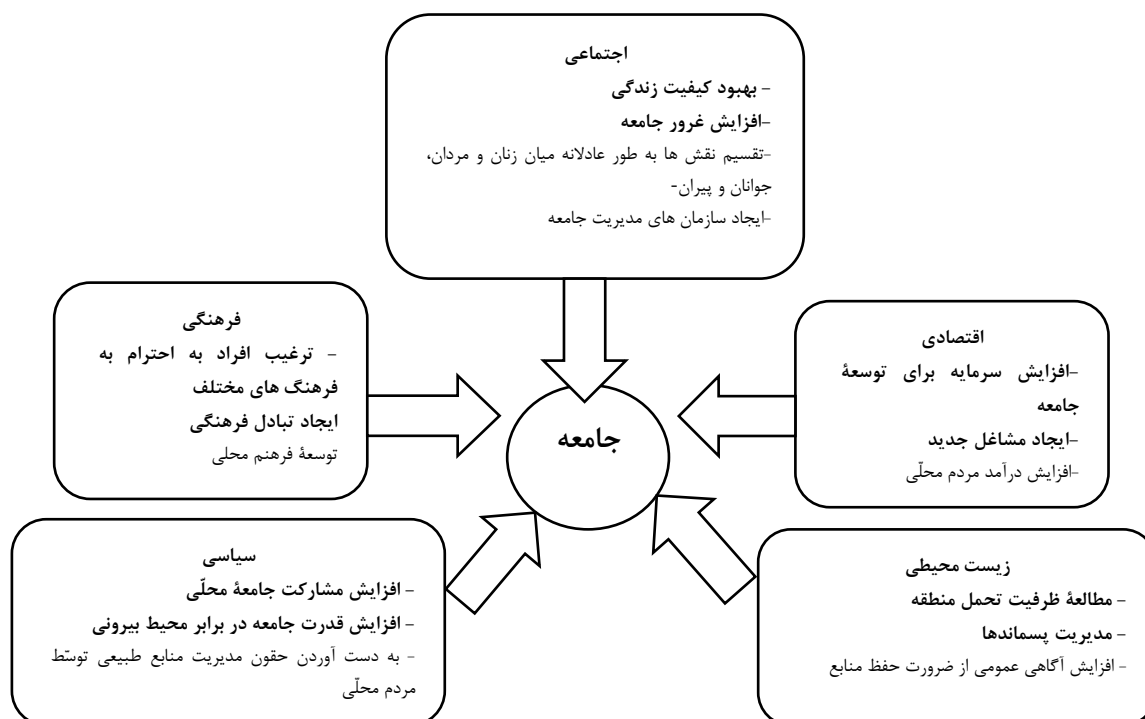 اجتماعی
- بهبود کیفیت زندگی
-افزایش غرور جامعه
-تقسیم نقش ها به طور عادلانه میان زنان و مردان،
جوانان و پیران-
-ایجاد سازمان های مدیریت جامعه
اقتصادی
-افزایش سرمایه برای توسعهٔ
جامعه
-ایجاد مشاغل جدید
-افزایش درآمد مردم محلّی
فرهنگی
- ترغیب افراد به احترام به
فرهنگ های مختلف
ایجاد تبادل فرهنگی
توسعهٔ فرهنم محلی
جامعه
زیست محیطی
- مطالعهٔ ظرفیت تحمل منطقه
- مدیریت پسماندها
- افزایش آگاهی عمومی از ضرورت حفظ منابع
سیاسی
- افزایش مشارکت جامعهٔ محلّی
- افزایش قدرت جامعه در برابر محیط بیرونی
- به دست آوردن حقون مدیریت منابع طبیعی توسّط
مردم محلّی